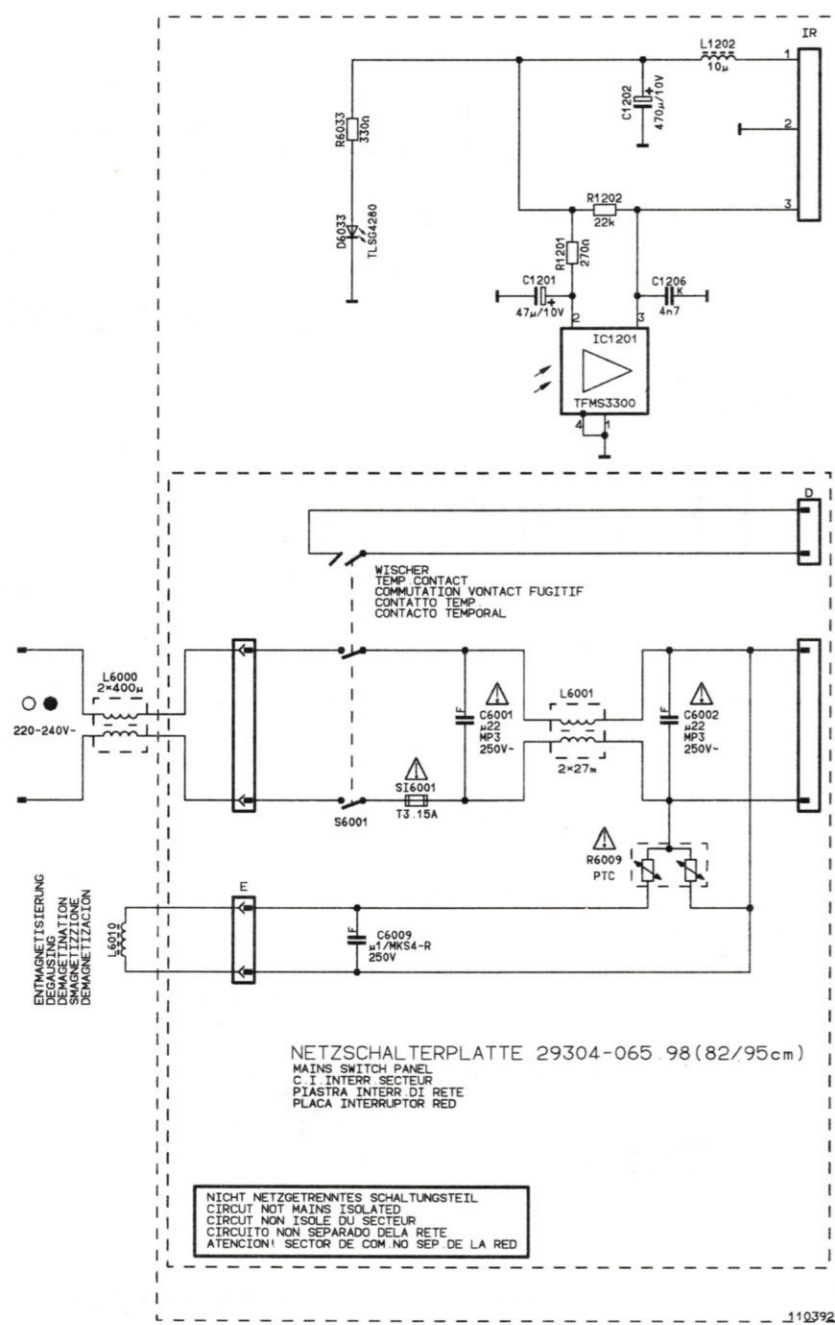 IR
L1202
10µ
1
C1202
470µ/10V
+
2
R6033
330n
D6033
TLSG4280
R1202
22k
3
R1201
270n
C1201
47µ/10V
+
C1206
K
4n7
2
3
IC1201
TFMS3300
4
1
D
WISCHER
TEMP.CONTACT
COMMUTATION VONTACT FUGITIF
CONTATTO TEMP.
CONTACTO TEMPORAL
L6000
2×400µ
220-240V~
F
C6001
µ22
MP3
250V~
L6001
2×27m
F
C6002
µ22
MP3
250V~
SI6001
T3.15A
S6001
R6009
PTC
E
ENTMAGNETISIERUNG
DEGAUSING
DEMAGETINATION
SMAGNETIZZIONE
DEMAGNETIZACION
L6010
F
C6009
µ1/MKS4-R
250V
NETZSCHALTERPLATTE 29304-065.98(82/95cm)
MAINS SWITCH PANEL
C.I.INTERR.SECTEUR
PIASTRA INTERR.DI RETE
PLACA INTERRUPTOR RED
NICHT NETZGETRENNTES SCHALTUNGSTEIL
CIRCUT NOT MAINS ISOLATED
CIRCUT NON ISOLE DU SECTEUR
CIRCUITO NON SEPARADO DELA RETE
ATENCION! SECTOR DE COM.NO SEP.DE LA RED
110392